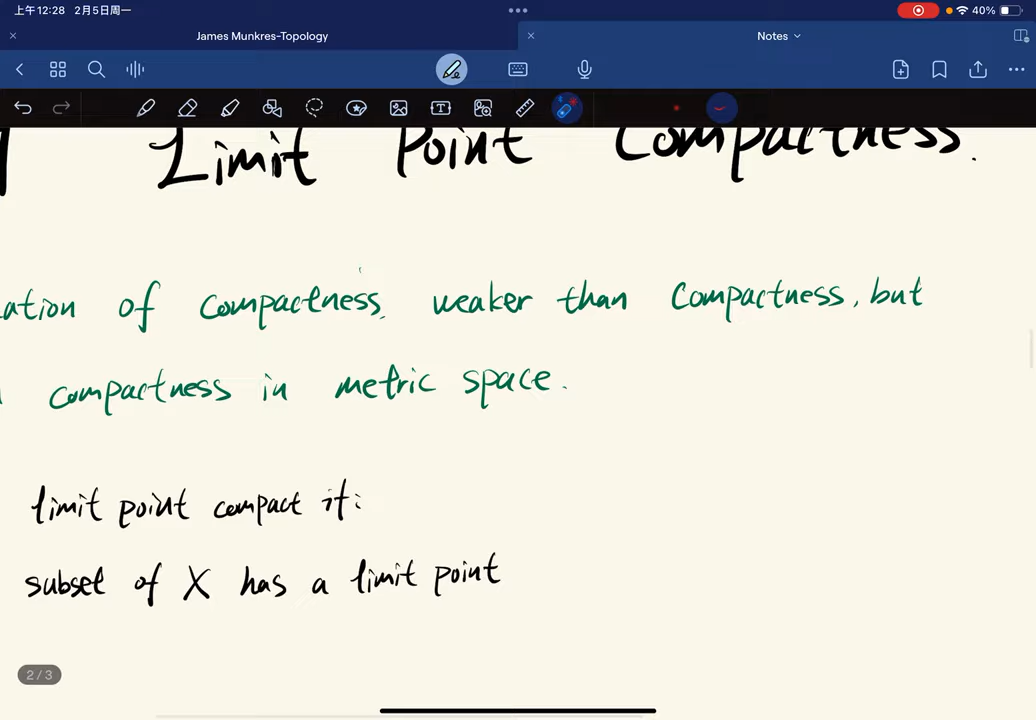 上午12:28 2月5日周一
40%
James Munkres-Topology
Notes
Limit Point Compactness.
ation of compactness, weaker than compactness, but
compactness in metric space.
limit point compact if:
subset of X has a limit point
2 / 3